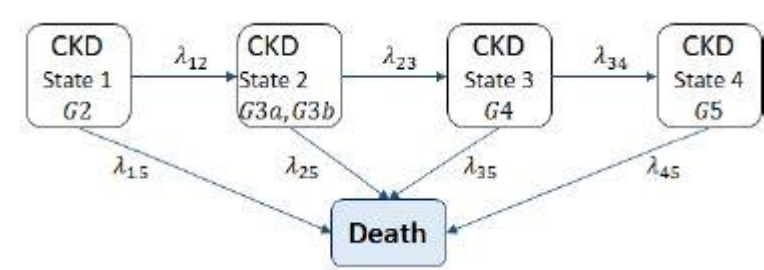 CKD
State 1
G2
λ12
CKD
State 2
G3a,G3b
λ23
CKD
State 3
G4
λ34
CKD
State 4
G5
λ15
λ25
λ35
λ45
Death